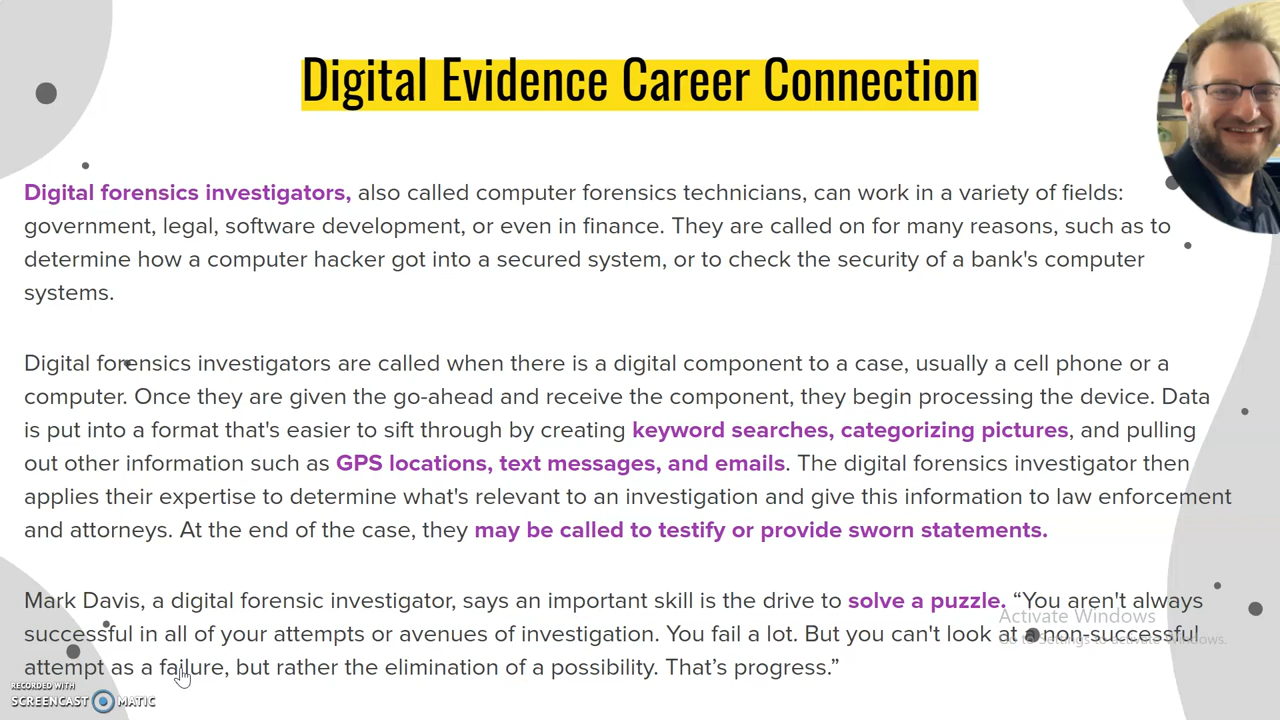 Digital Evidence Career Connection
Digital forensics investigators, also called computer forensics technicians, can work in a variety of fields:
government, legal, software development, or even in finance. They are called on for many reasons, such as to
determine how a computer hacker got into a secured system, or to check the security of a bank's computer
systems.
Digital forensics investigators are called when there is a digital component to a case, usually a cell phone or a
computer. Once they are given the go-ahead and receive the component, they begin processing the device. Data
is put into a format that's easier to sift through by creating keyword searches, categorizing pictures, and pulling
out other information such as GPS locations, text messages, and emails. The digital forensics investigator then
applies their expertise to determine what's relevant to an investigation and give this information to law enforcement
and attorneys. At the end of the case, they may be called to testify or provide sworn statements.
Mark Davis, a digital forensic investigator, says an important skill is the drive to solve a puzzle. “You aren't always
successful in all of your attempts or avenues of investigation. You fail a lot. But you can't look at a non-successful
attempt as a failure, but rather the elimination of a possibility. That’s progress.”
Activate Windows
Go to Settings to activate Windows.
RECORDED WITH
SCREENCAST MATIC